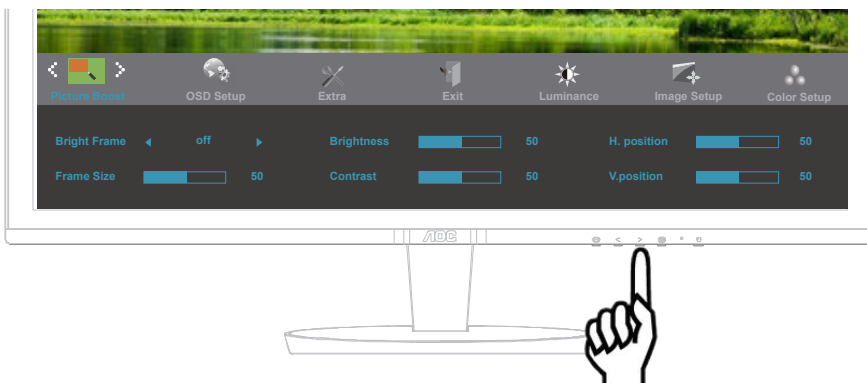 Picture Boost OSD Setup Extra Exit Luminance Image Setup Color Setup
Bright Frame off Brightness 50 H. position 50
Frame Size 50 Contrast 50 V.position 50
AOC
< >